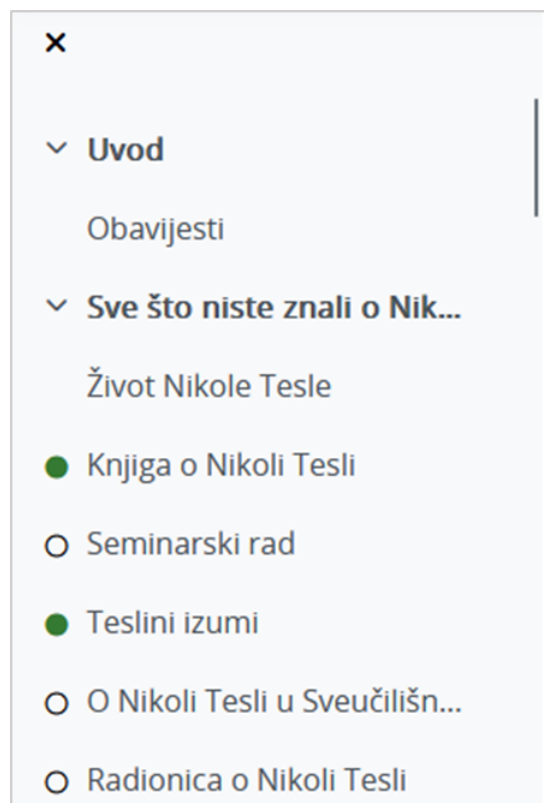 Uvod
Obavijesti
Sve što niste znali o Nik...
Život Nikole Tesle
Knjiga o Nikoli Tesli
Seminarski rad
Teslini izumi
O Nikoli Tesli u Sveučilišn...
Radionica o Nikoli Tesli